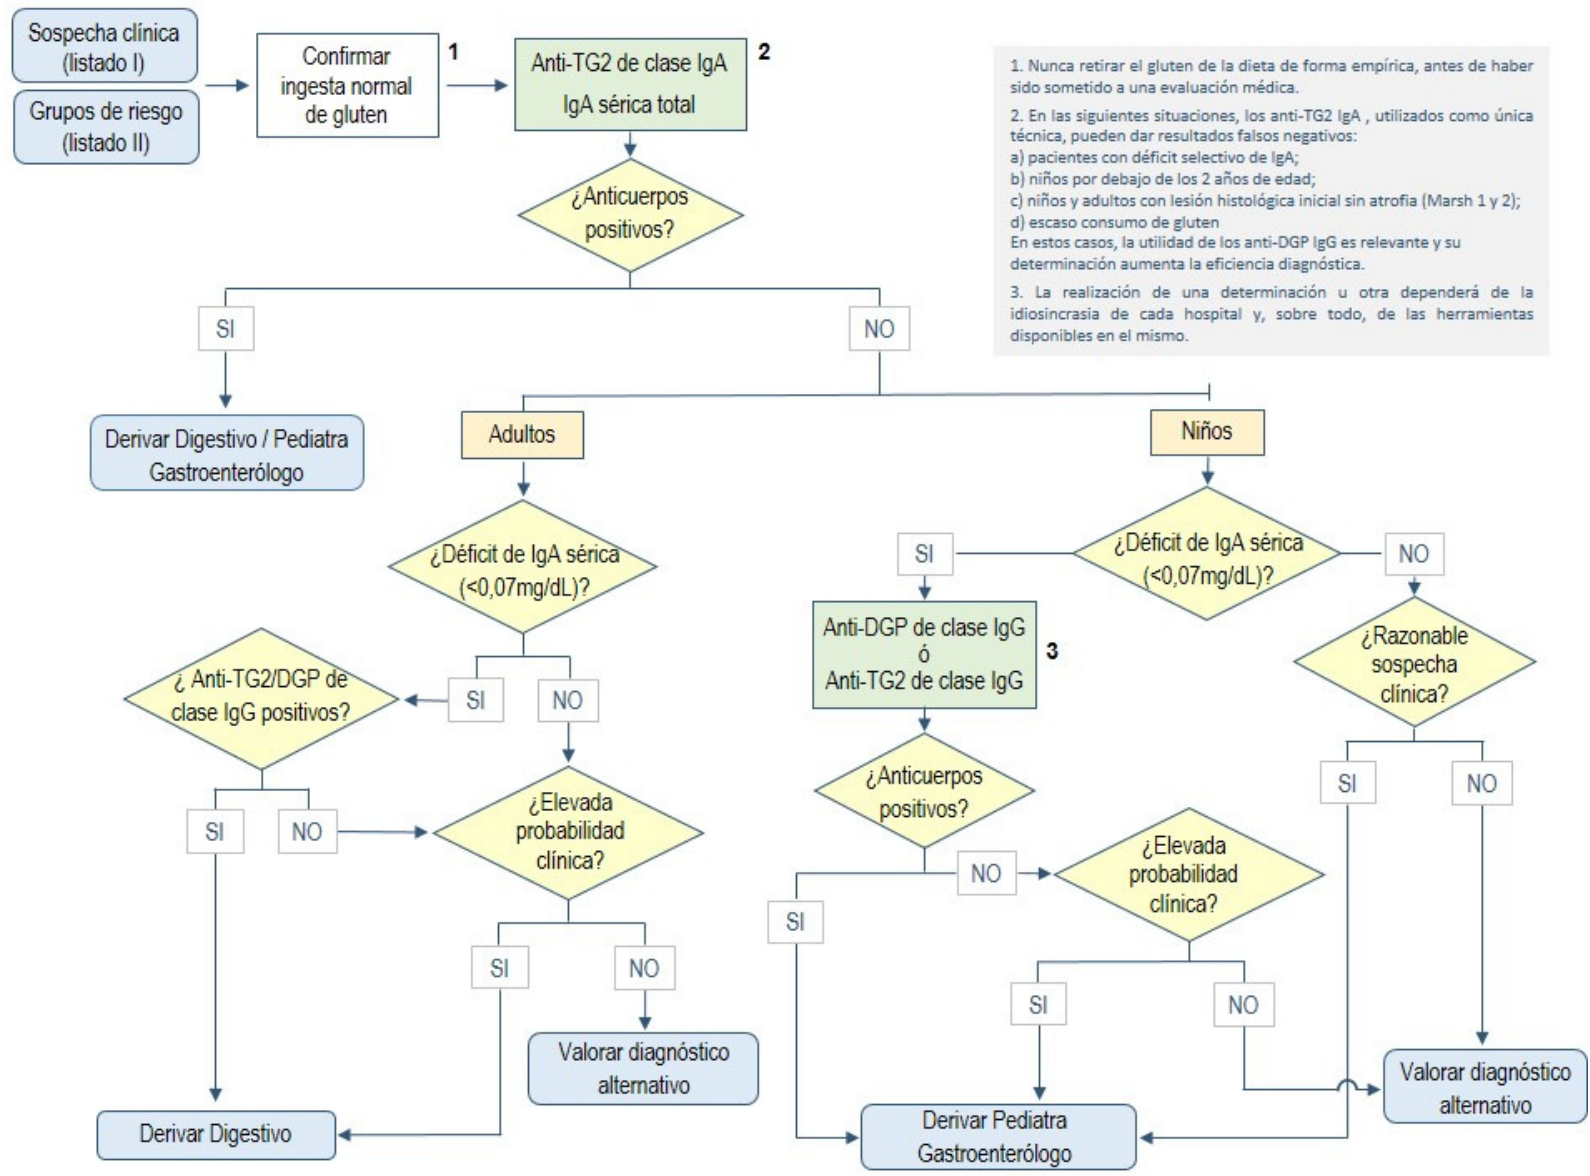 Sospecha clínica
(listado I)
Grupos de riesgo
(listado II)
Confirmar
ingesta normal
de gluten
1
Anti-TG2 de clase IgA
IgA sérica total
2
1. Nunca retirar el gluten de la dieta de forma empírica, antes de haber
sido sometido a una evaluación médica.
2. En las siguientes situaciones, los anti-TG2 IgA , utilizados como única
técnica, pueden dar resultados falsos negativos:
a) pacientes con déficit selectivo de IgA;
b) niños por debajo de los 2 años de edad;
c) niños y adultos con lesión histológica inicial sin atrofia (Marsh 1 y 2);
d) escaso consumo de gluten
En estos casos, la utilidad de los anti-DGP IgG es relevante y su
determinación aumenta la eficiencia diagnóstica.
3. La realización de una determinación u otra dependerá de la
idiosincrasia de cada hospital y, sobre todo, de las herramientas
disponibles en el mismo.
¿Anticuerpos
positivos?
SI
NO
Derivar Digestivo / Pediatra
Gastroenterólogo
Adultos
Niños
¿Déficit de IgA sérica
(<0,07mg/dL)?
¿ Anti-TG2/DGP de
clase IgG positivos?
SI
NO
SI
NO
¿Elevada
probabilidad
clínica?
SI
NO
Valorar diagnóstico
alternativo
Derivar Digestivo
¿Déficit de IgA sérica
(<0,07mg/dL)?
SI
NO
Anti-DGP de clase IgG
ó
Anti-TG2 de clase IgG
3
¿Razonable
sospecha
clínica?
¿Anticuerpos
positivos?
SI
NO
SI
NO
¿Elevada
probabilidad
clínica?
SI
NO
Derivar Pediatra
Gastroenterólogo
Valorar diagnóstico
alternativo